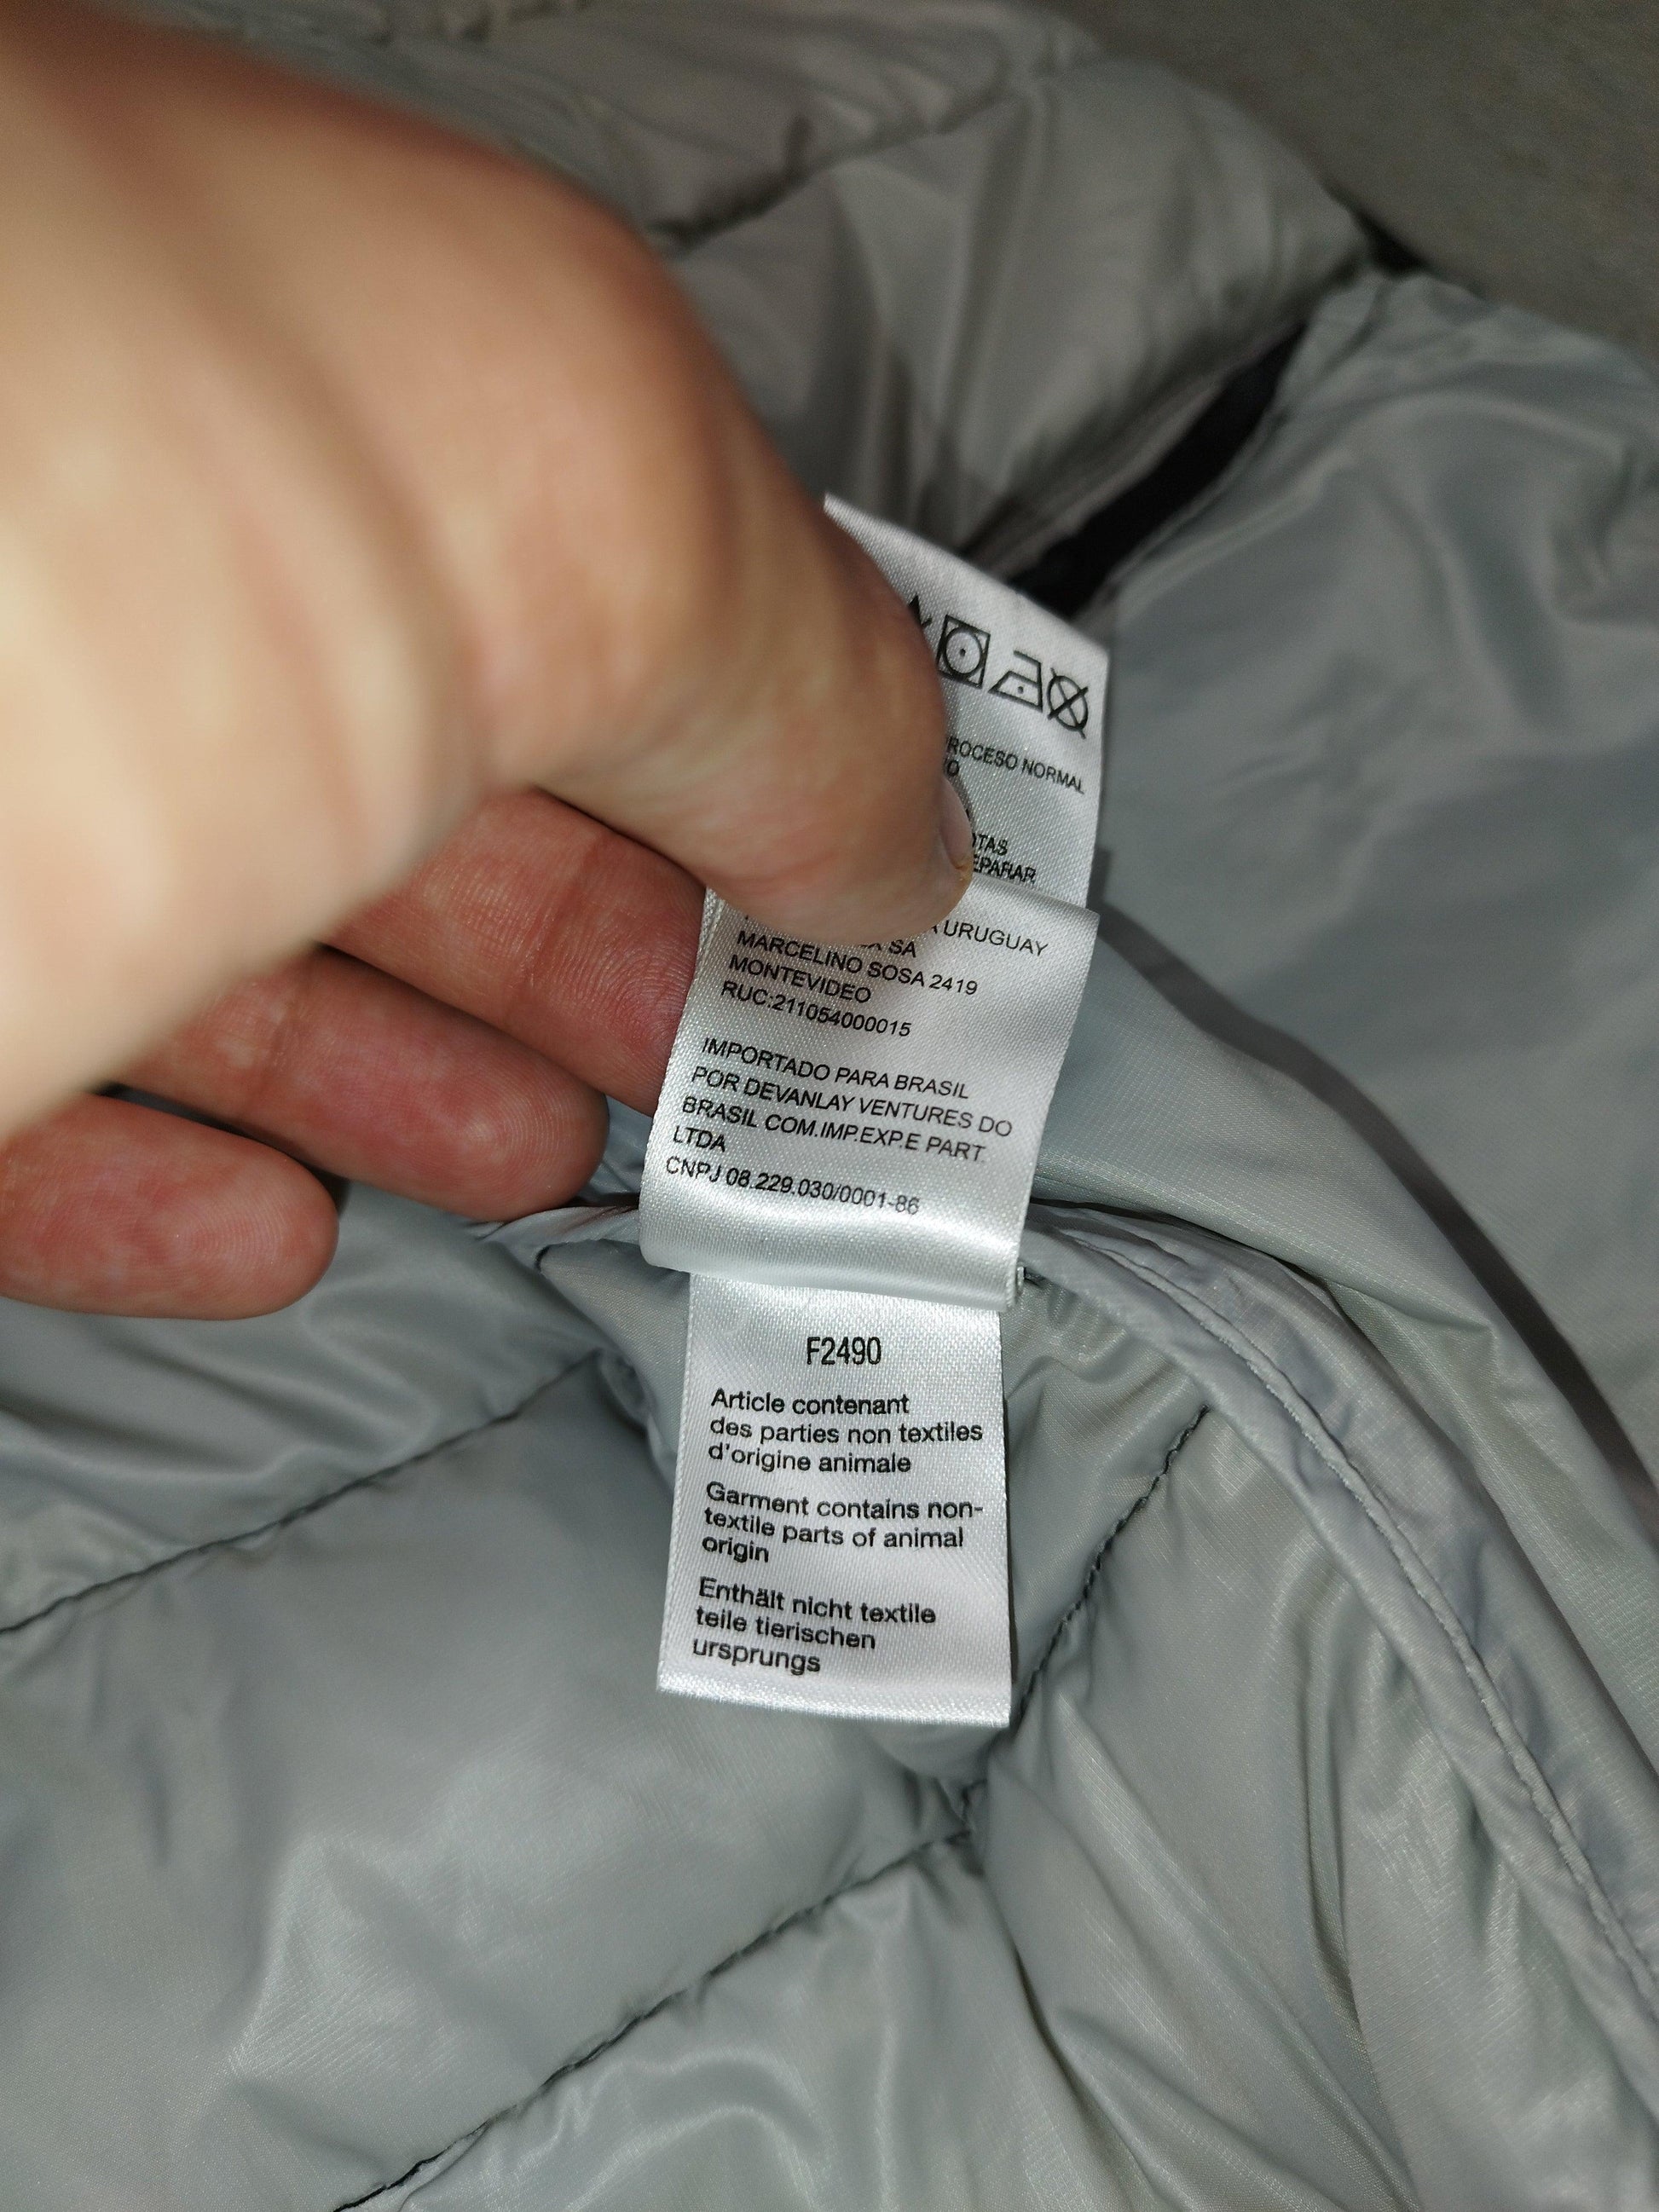 NORMAL
URUGUAY
SA
MARCELINO SOSA 2419
MONTEVIDEO
RUC:211054000015
IMPORTADO PARA BRASIL
POR DEVANLAY VENTURES DO
BRASIL COM.IMP.EXP.E PART.
LTDA
CNPJ 08.229.030/0001-86
F2490
Article contenant
des parties non textiles
d'origine animale
Garment contains non-
textile parts of animal
origin
Enthält nicht textile
teile tierischen
ursprungs